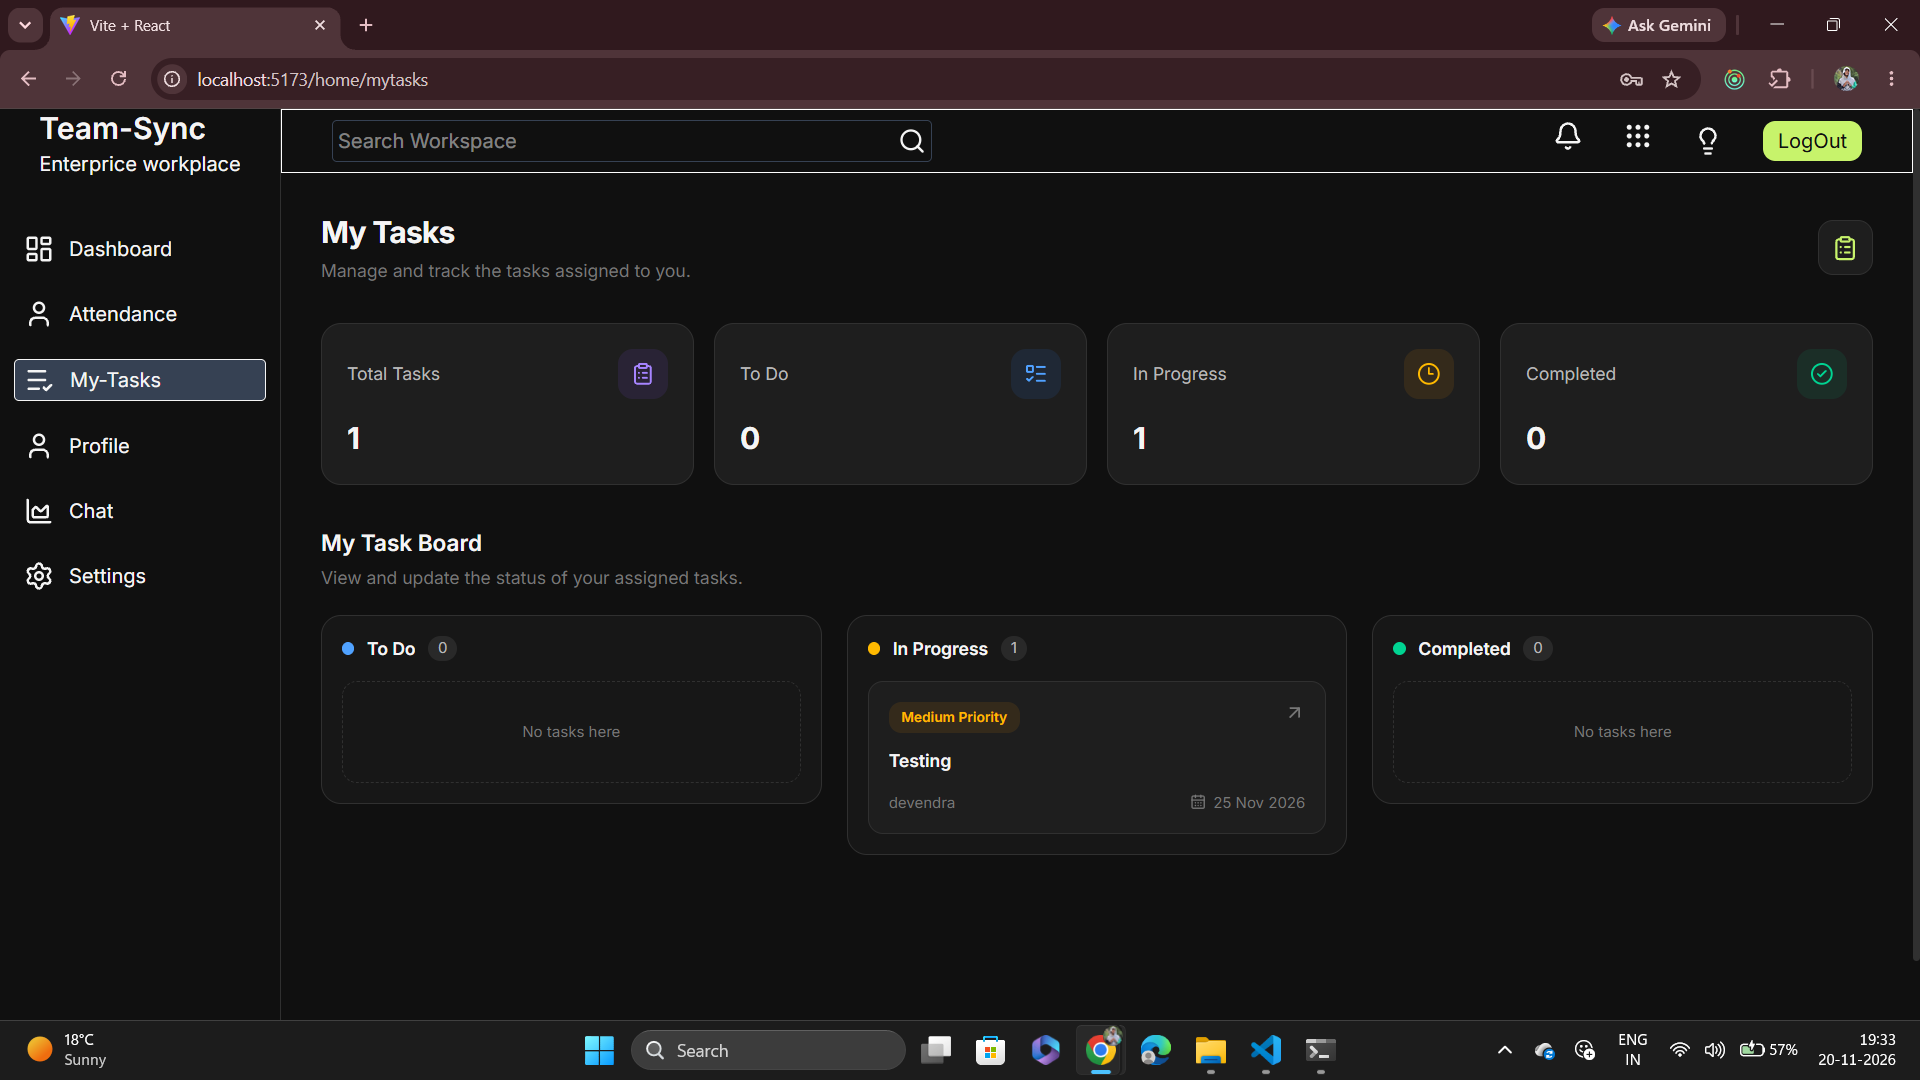 Vite + React
Ask Gemini
localhost:5173/home/mytasks
Team-Sync
Enterprice workplace
Search Workspace
LogOut
Dashboard
Attendance
My-Tasks
Profile
Chat
Settings
My Tasks
Manage and track the tasks assigned to you.
Total Tasks
1
To Do
0
In Progress
1
Completed
0
My Task Board
View and update the status of your assigned tasks.
To Do 0
No tasks here
In Progress 1
Medium Priority
Testing
devendra
25 Nov 2026
Completed 0
No tasks here
18°C
Sunny
Search
ENG
IN
57%
19:33
20-11-2026